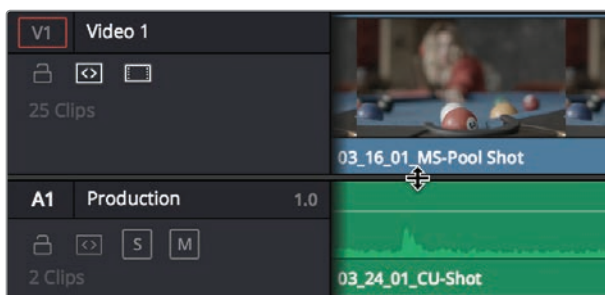 V1 Video 1
25 Clips
03_16_01_MS-Pool Shot
A1 Production 1.0
S M
2 Clips 03_24_01_CU-Shot